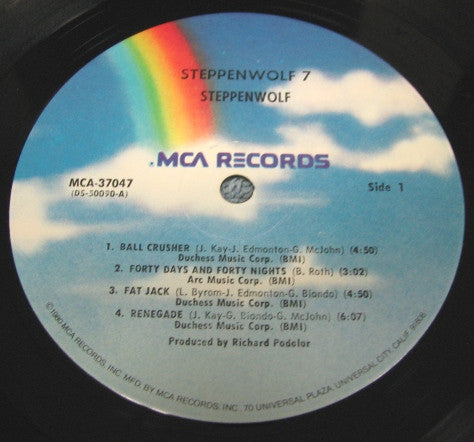 STEPPENWOLF 7
STEPPENWOLF
MCA RECORDS
MCA-37047
(DS-50090-A)
Side 1
1. BALL CRUSHER (J. Kay-J. Edmonton-G. McJohn) (4:50)
Duchess Music Corp. (BMI)
2. FORTY DAYS AND FORTY NIGHTS (B. Roth) (3:02)
Arc Music Corp. (BMI)
3. FAT JACK (L. Byrom-J. Edmonton-G. Biondo) (4:50)
Duchess Music Corp. (BMI)
4. RENEGADE (J. Kay-G. Biondo-G. McJohn) (6:07)
Duchess Music Corp. (BMI)
Produced by Richard Podolor
©1980 MCA RECORDS, INC. MFD. BY MCA RECORDS, INC. 70 UNIVERSAL PLAZA, UNIVERSAL CITY, CALIF. 91608